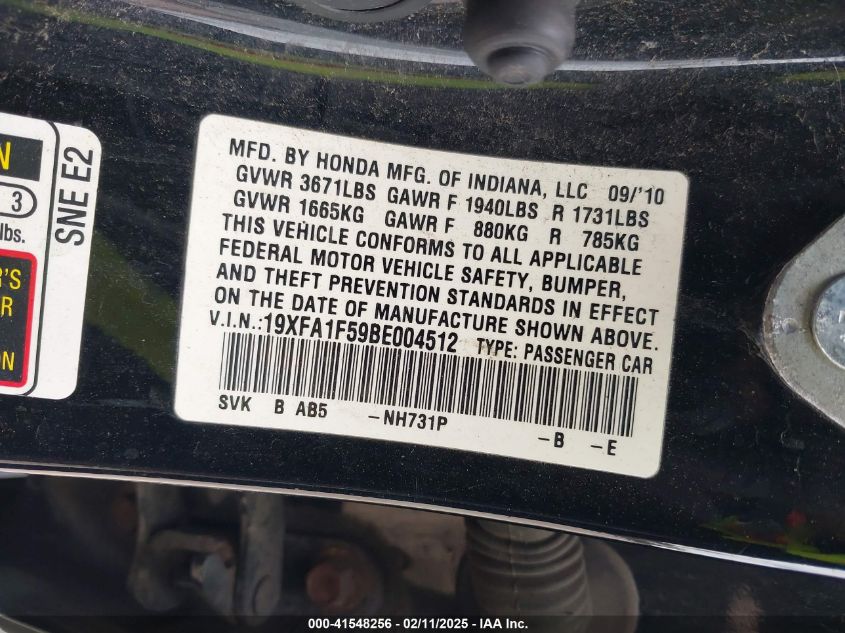 N
3
lbs.
SNE E2
R'S
ER
ON
MFD. BY HONDA MFG. OF INDIANA, LLC 09/'10
GVWR 3671LBS GAWR F 1940LBS R 1731LBS
GVWR 1665KG GAWR F 880KG R 785KG
THIS VEHICLE CONFORMS TO ALL APPLICABLE
FEDERAL MOTOR VEHICLE SAFETY, BUMPER,
AND THEFT PREVENTION STANDARDS IN EFFECT
ON THE DATE OF MANUFACTURE SHOWN ABOVE.
V.I.N.:19XFA1F59BE004512 TYPE: PASSENGER CAR
SVK B AB5 -NH731P -B -E
000-41548256 - 02/11/2025 - IAA Inc.